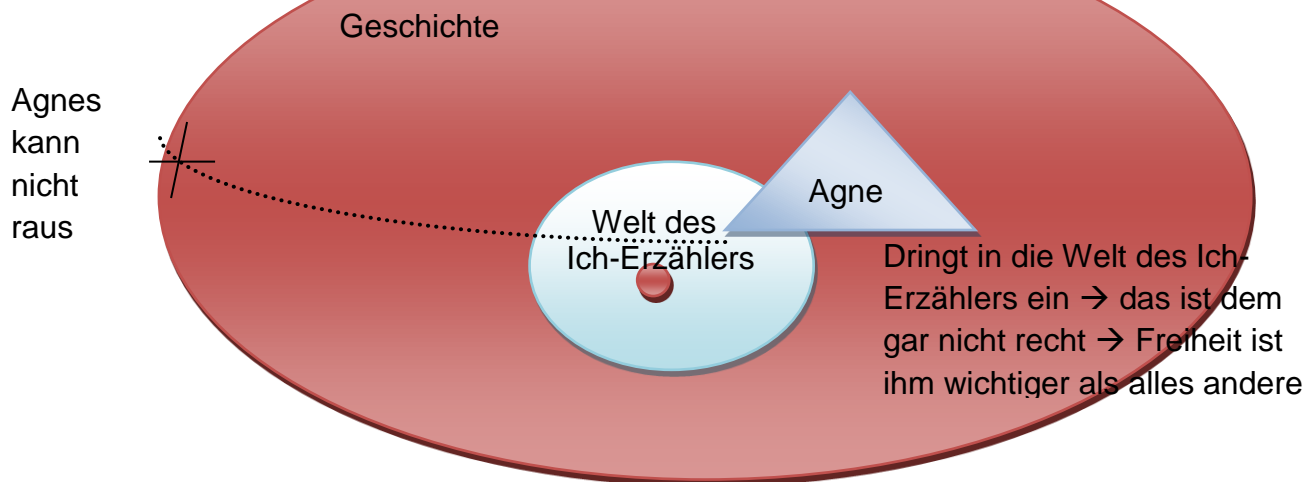 Geschichte
Agnes
kann
nicht
raus
Welt des
Ich-Erzählers
Agne
Dringt in die Welt des Ich-
Erzählers ein → das ist dem
gar nicht recht → Freiheit ist
ihm wichtiger als alles andere